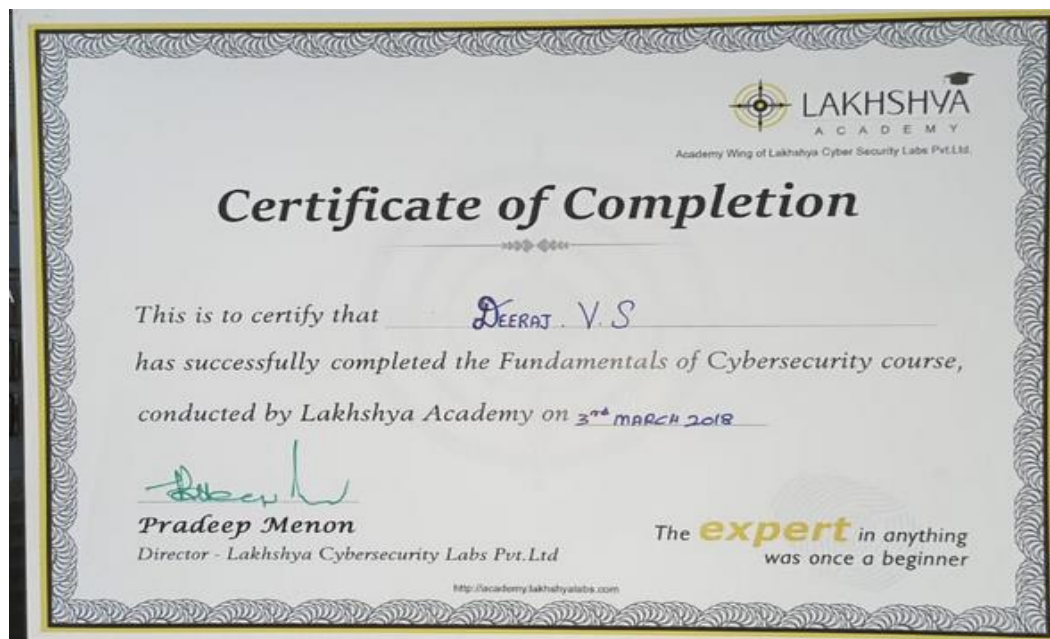 LAKHSHYA
ACADEMY
Academy Wing of Lakhshya Cyber Security Labs Pvt.Ltd.
Certificate of Completion
This is to certify that DEERAJ. V. S
has successfully completed the Fundamentals of Cybersecurity course,
conducted by Lakhshya Academy on 3rd MARCH 2018
Pradeep Menon
Director - Lakhshya Cybersecurity Labs Pvt.Ltd
The expert in anything
was once a beginner
http://academy.lakhshyalabs.com